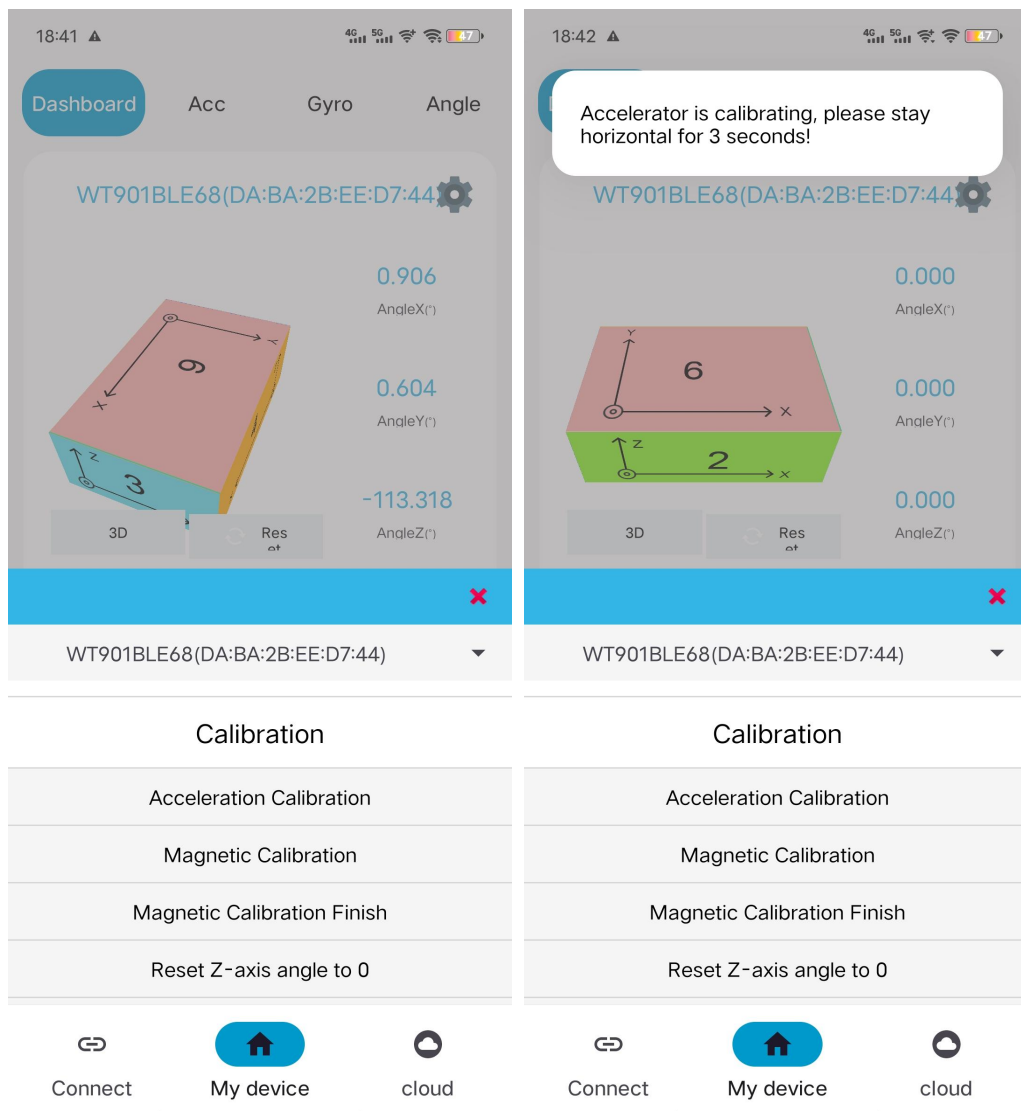 18:41
4G 5G 47
Dashboard Acc Gyro Angle
WT901BLE68(DA:BA:2B:EE:D7:44)
0.906
AngleX(°)
0.604
AngleY(°)
-113.318
AngleZ(°)
Y
X
6
Z
3
3D
Res
et
WT901BLE68(DA:BA:2B:EE:D7:44)
Calibration
Acceleration Calibration
Magnetic Calibration
Magnetic Calibration Finish
Reset Z-axis angle to 0
Connect My device cloud
18:42
4G 5G 47
Accelerator is calibrating, please stay
horizontal for 3 seconds!
WT901BLE68(DA:BA:2B:EE:D7:44)
0.000
AngleX(°)
0.000
AngleY(°)
0.000
AngleZ(°)
Y
6
X
Z
2
X
3D
Res
et
WT901BLE68(DA:BA:2B:EE:D7:44)
Calibration
Acceleration Calibration
Magnetic Calibration
Magnetic Calibration Finish
Reset Z-axis angle to 0
Connect My device cloud